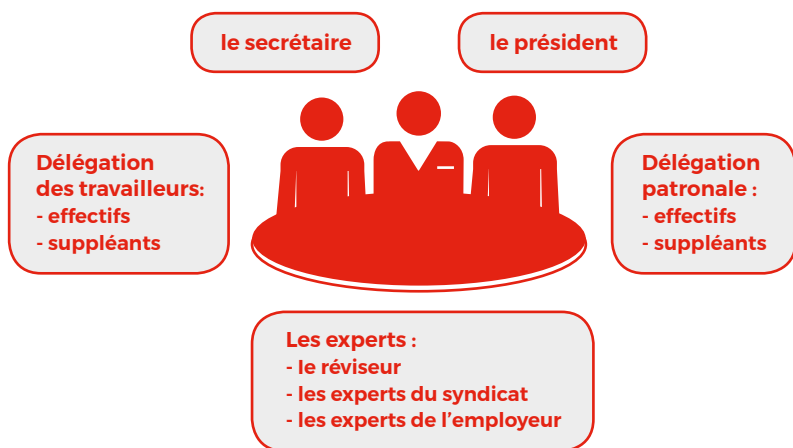 le secrétaire
le président
Délégation
des travailleurs:
- effectifs
- suppléants
Délégation
patronale :
- effectifs
- suppléants
Les experts :
- le réviseur
- les experts du syndicat
- les experts de l’employeur